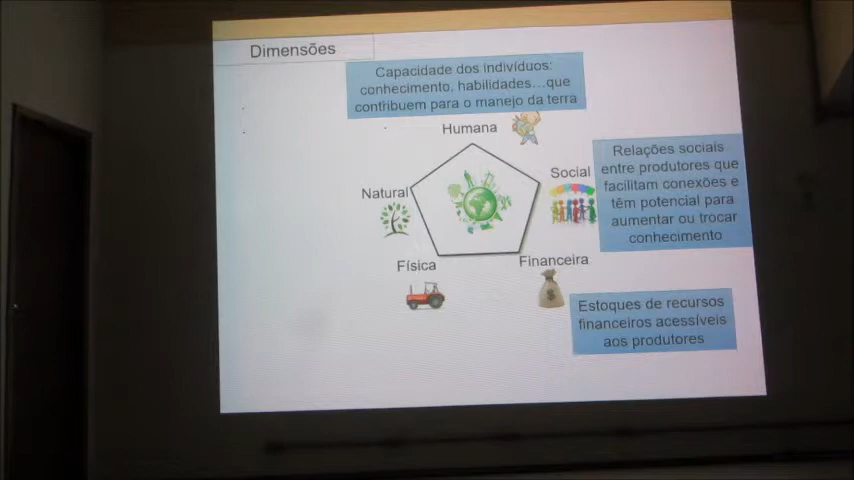 Dimensões
Capacidade dos indivíduos:
conhecimento, habilidades...que
contribuem para o manejo da terra
Humana
Relações sociais
entre produtores que
facilitam conexões e
têm potencial para
aumentar ou trocar
conhecimento
Social
Natural
Física
Financeira
$
Estoques de recursos
financeiros acessíveis
aos produtores